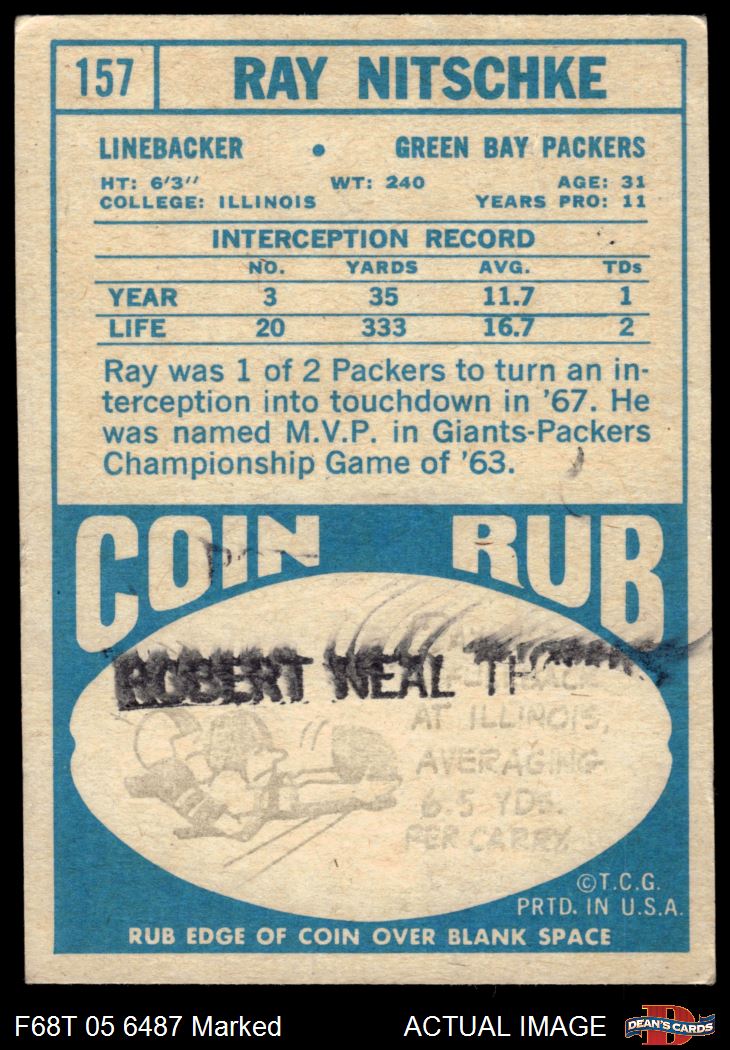 157 RAY NITSCHKE
LINEBACKER • GREEN BAY PACKERS
HT: 6'3" WT: 240 AGE: 31
COLLEGE: ILLINOIS YEARS PRO: 11
INTERCEPTION RECORD
NO. YARDS AVG. TDs
YEAR 3 35 11.7 1
LIFE 20 333 16.7 2
Ray was 1 of 2 Packers to turn an in-
terception into touchdown in '67. He
was named M.V.P. in Giants-Packers
Championship Game of '63.
COIN RUB
ROBERT NEAL
AT ILLINOIS,
AVERAGING
6.5 YDS.
PER CARRY.
©T.C.G.
PRTD. IN U.S.A.
RUB EDGE OF COIN OVER BLANK SPACE
F68T 05 6487 Marked ACTUAL IMAGE
DEAN'S CARDS